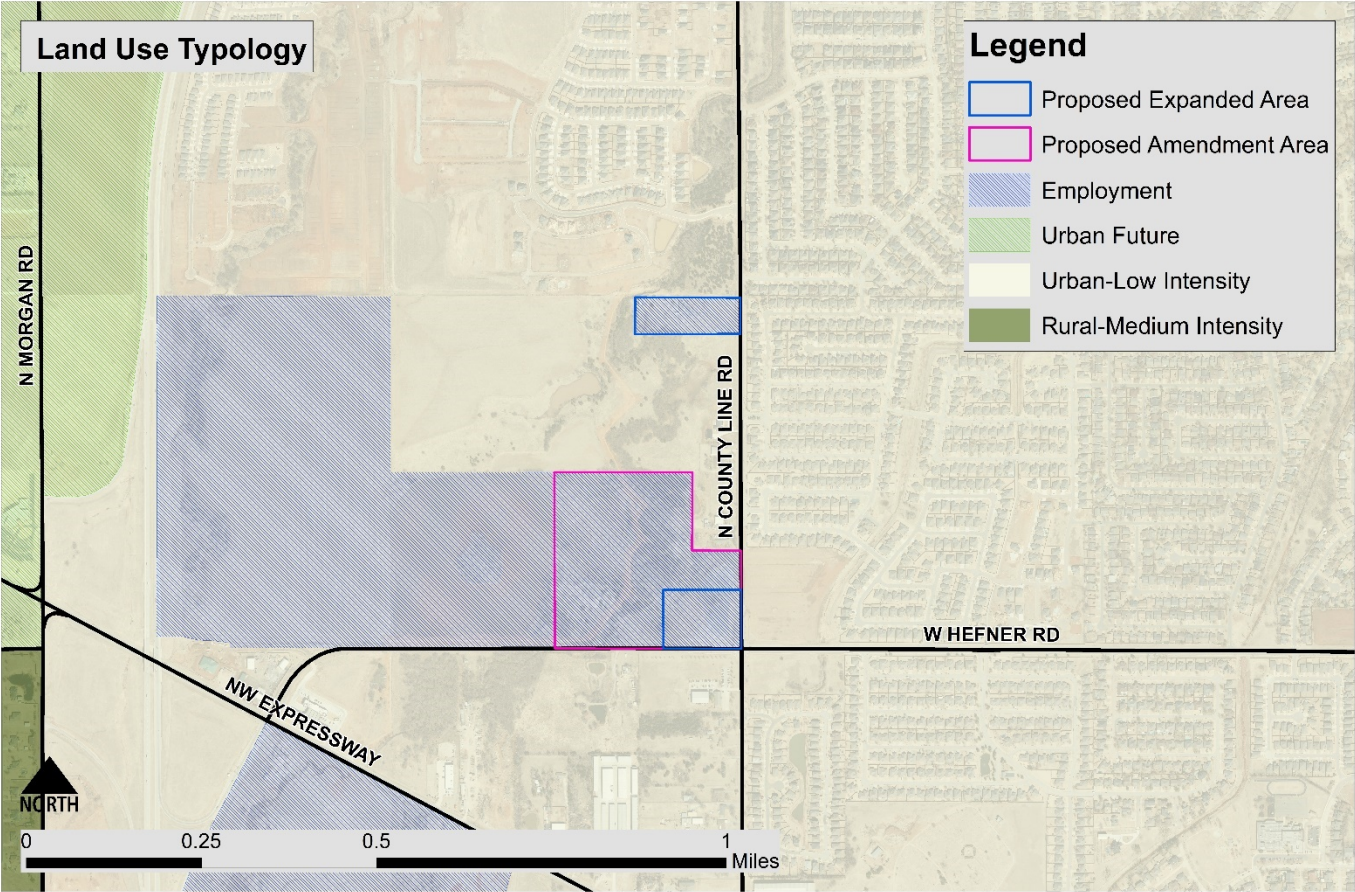 Land Use Typology
Legend
Proposed Expanded Area
Proposed Amendment Area
Employment
Urban Future
Urban-Low Intensity
Rural-Medium Intensity
N MORGAN RD
N COUNTY LINE RD
W HEFNER RD
NW EXPRESSWAY
NORTH
0 0.25 0.5 1
Miles